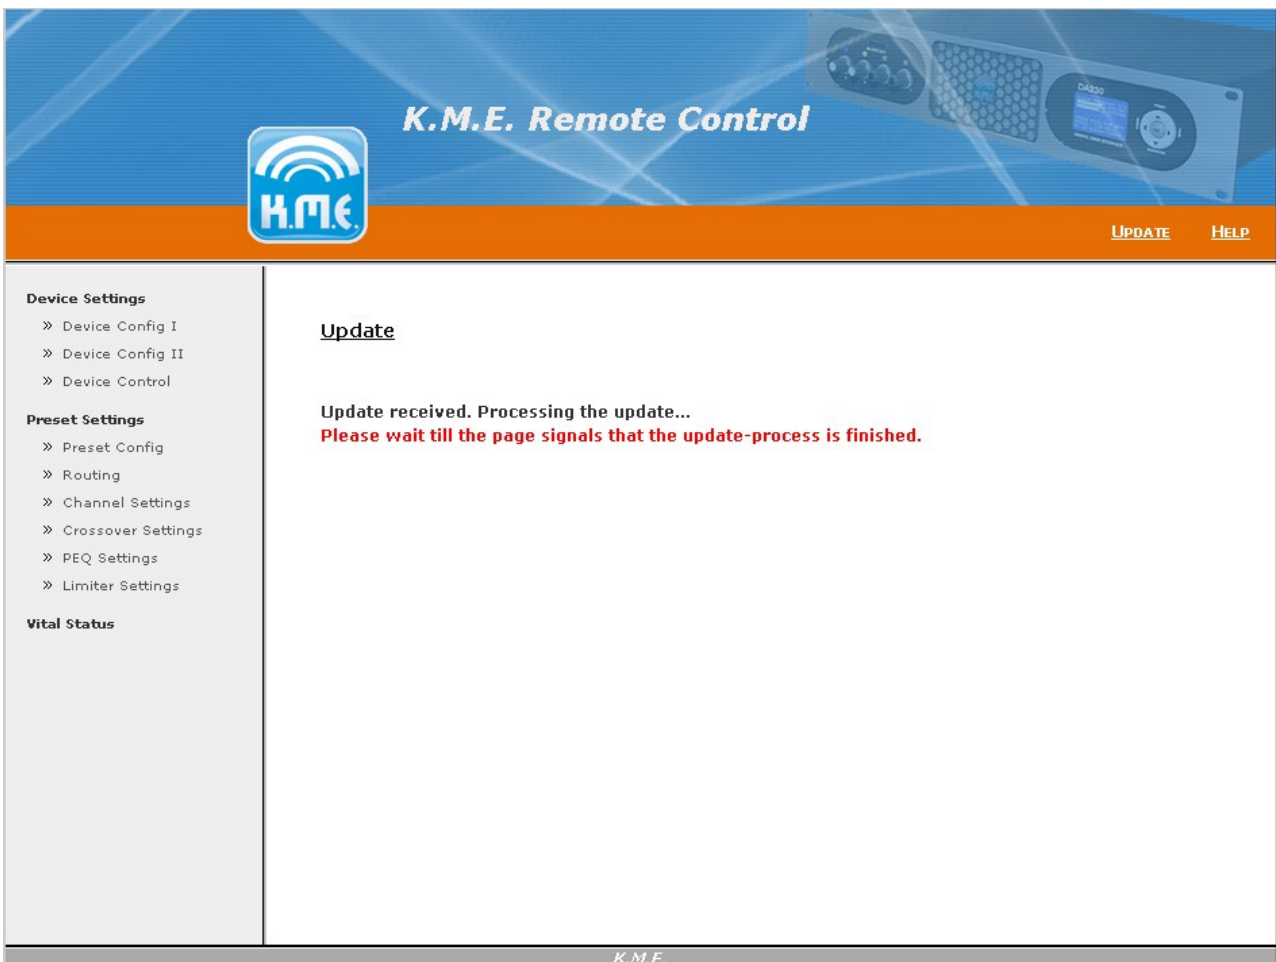 K.M.E. Remote Control
DA230
K.M.E.
UPDATE HELP
Device Settings
» Device Config I
» Device Config II
» Device Control
Preset Settings
» Preset Config
» Routing
» Channel Settings
» Crossover Settings
» PEQ Settings
» Limiter Settings
Vital Status
Update
Update received. Processing the update...
Please wait till the page signals that the update-process is finished.
K.M.E.